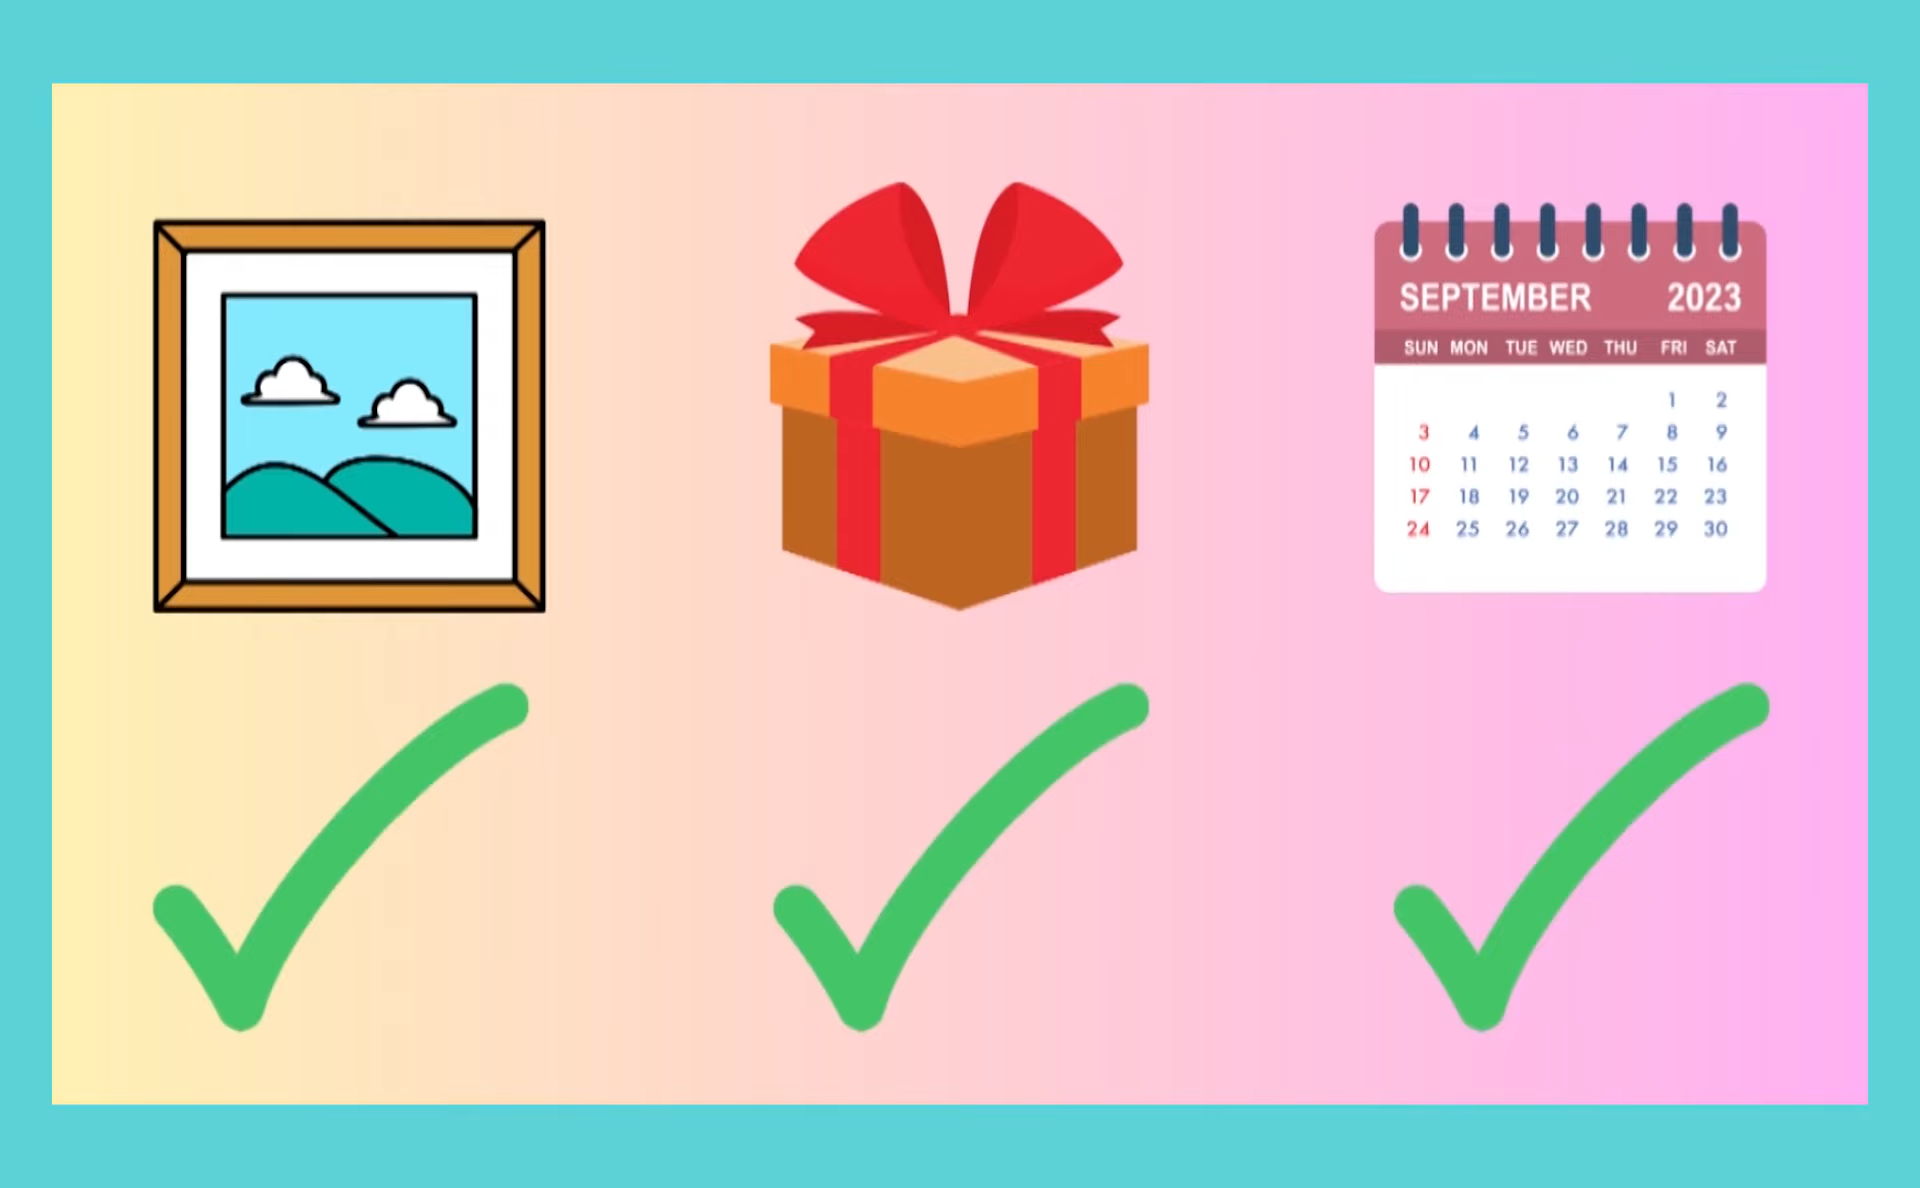 SEPTEMBER 2023
SUN MON TUE WED THU FRI SAT
1 2
3 4 5 6 7 8 9
10 11 12 13 14 15 16
17 18 19 20 21 22 23
24 25 26 27 28 29 30